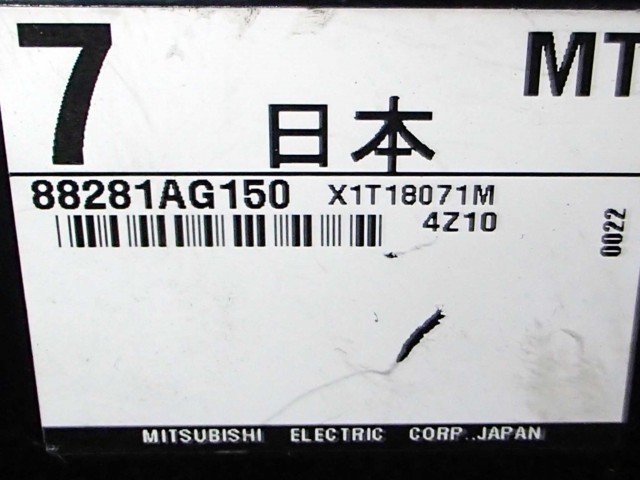 7 MT
日本
88281AG150 X1T18071M
4Z10
0022
MITSUBISHI ELECTRIC CORP.,JAPAN